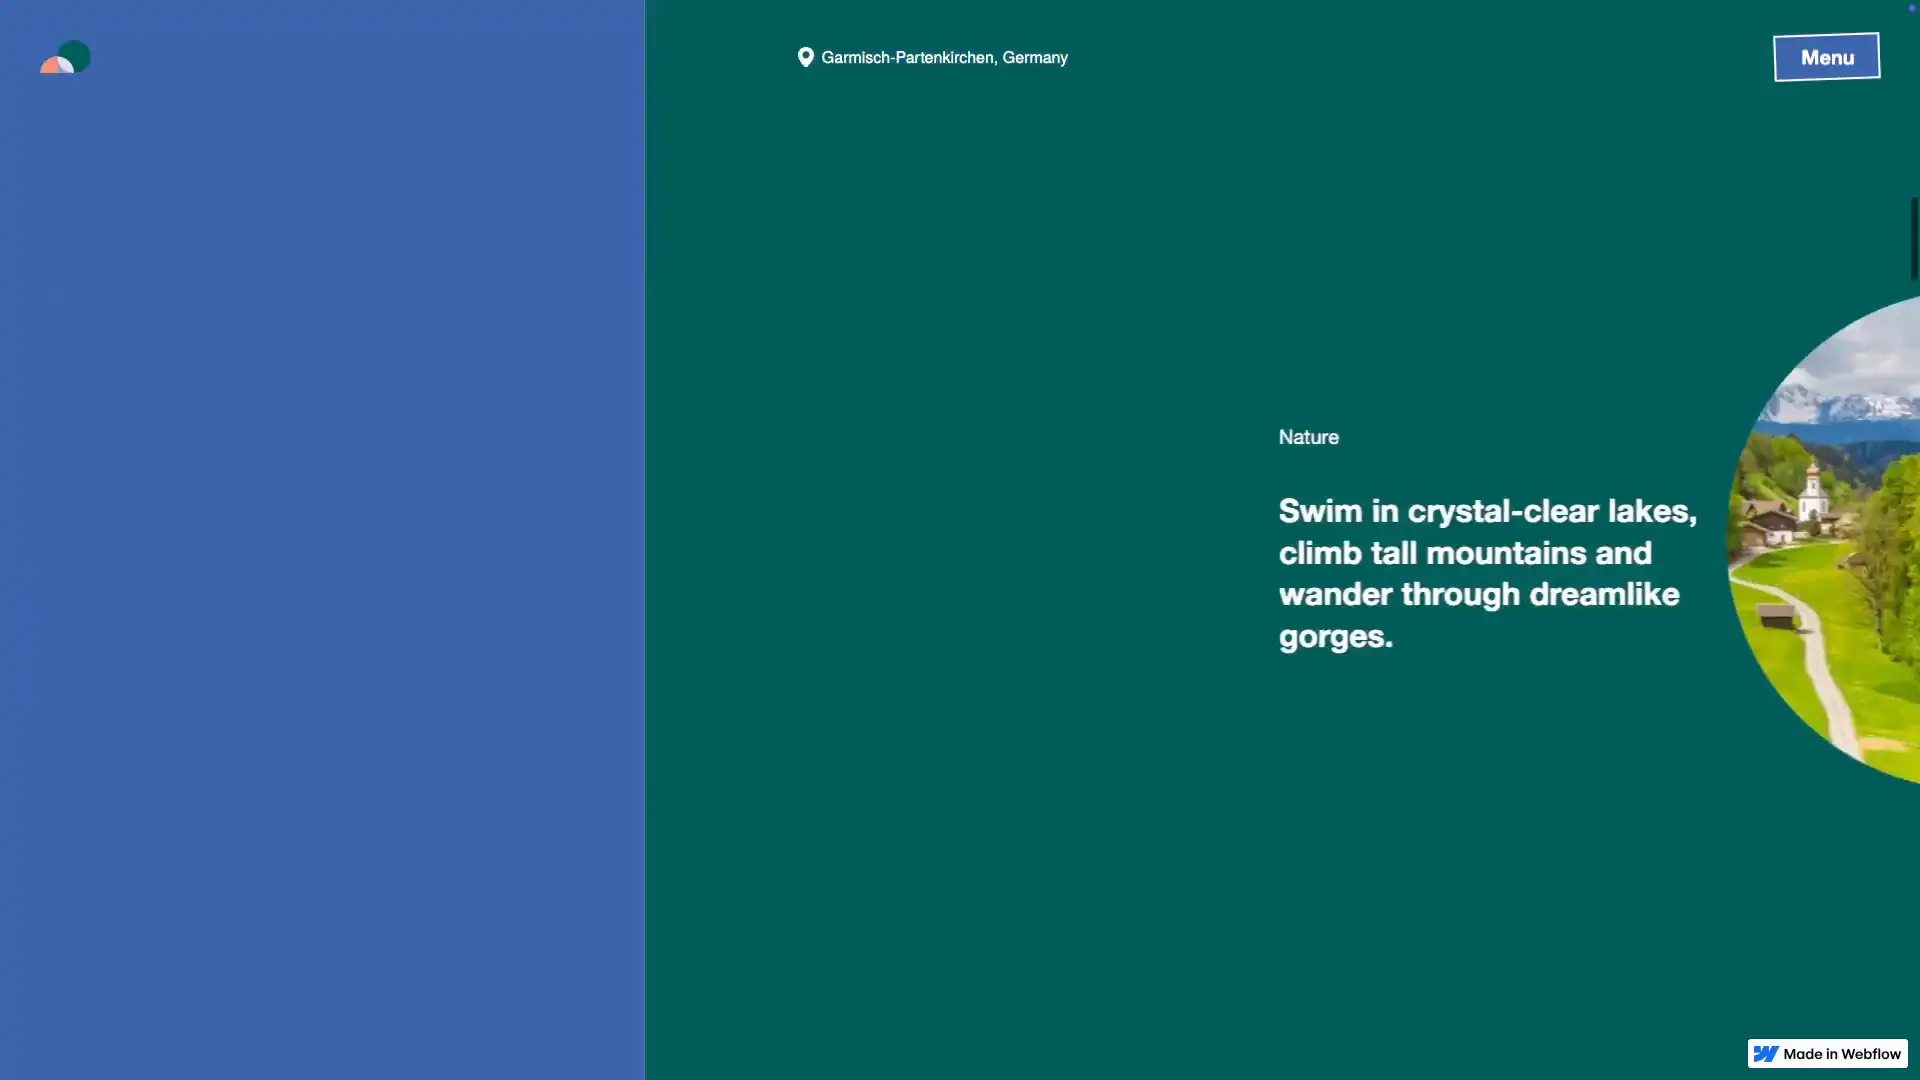 Garmisch-Partenkirchen, Germany
Menu
Nature
Swim in crystal-clear lakes,
climb tall mountains and
wander through dreamlike
gorges.
Made in Webflow